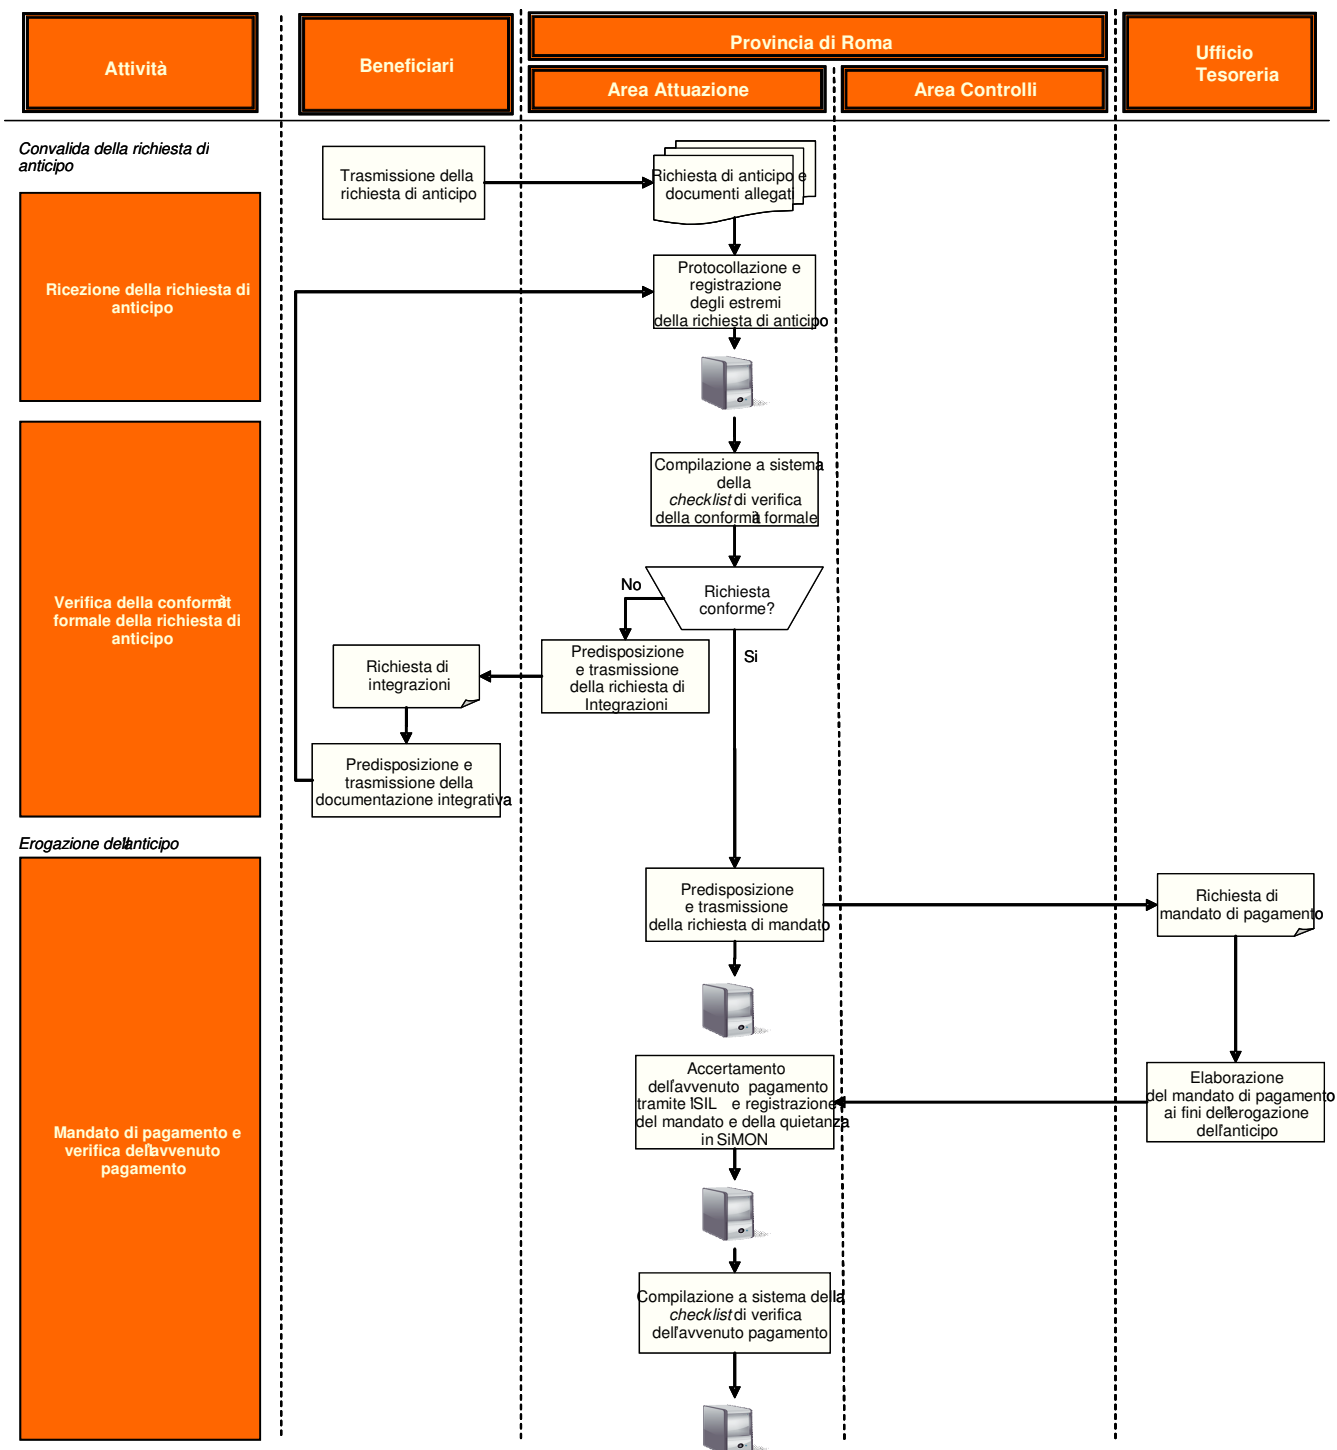 Attività
Beneficiari
Provincia di Roma
Area Attuazione
Area Controlli
Ufficio
Tesoreria
Convalida della richiesta di
anticipo
Trasmissione della
richiesta di anticipo
Richiesta di anticipo e
documenti allegati
Ricezione della richiesta di
anticipo
Protocollazione e
registrazione
degli estremi
della richiesta di anticipo
Compilazione a sistema
della
checklist di verifica
della conformità formale
Verifica della conformità
formale della richiesta di
anticipo
Richiesta
conforme?
No
Si
Predisposizione
e trasmissione
della richiesta di
Integrazioni
Richiesta di
integrazioni
Predisposizione e
trasmissione della
documentazione integrativa
Erogazione dell'anticipo
Predisposizione
e trasmissione
della richiesta di mandato
Richiesta di
mandato di pagamento
Mandato di pagamento e
verifica dell'avvenuto
pagamento
Accertamento
dell'avvenuto pagamento
tramite ISIL e registrazione
del mandato e della quietanza
in SiMON
Elaborazione
del mandato di pagamento
ai fini dell'erogazione
dell'anticipo
Compilazione a sistema della
checklist di verifica
dell'avvenuto pagamento